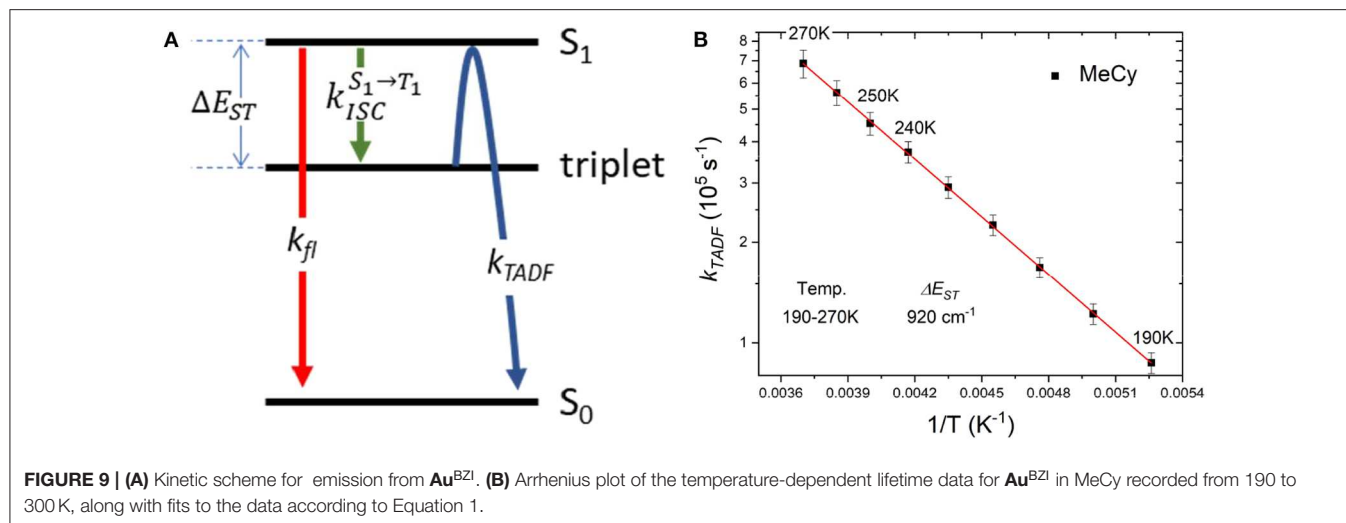 A
S₁
ΔE_ST
k_ISC^{S₁→T₁}
triplet
k_fl
k_TADF
S₀
B
8
7
6
5
4
3
2
1
k_TADF (10⁵ s⁻¹)
270K
250K
240K
190K
MeCy
Temp.
190-270K
ΔE_ST
920 cm⁻¹
0.0036 0.0039 0.0042 0.0045 0.0048 0.0051 0.0054
1/T (K⁻¹)
FIGURE 9 | (A) Kinetic scheme for emission from Au^BZI. (B) Arrhenius plot of the temperature-dependent lifetime data for Au^BZI in MeCy recorded from 190 to
300 K, along with fits to the data according to Equation 1.